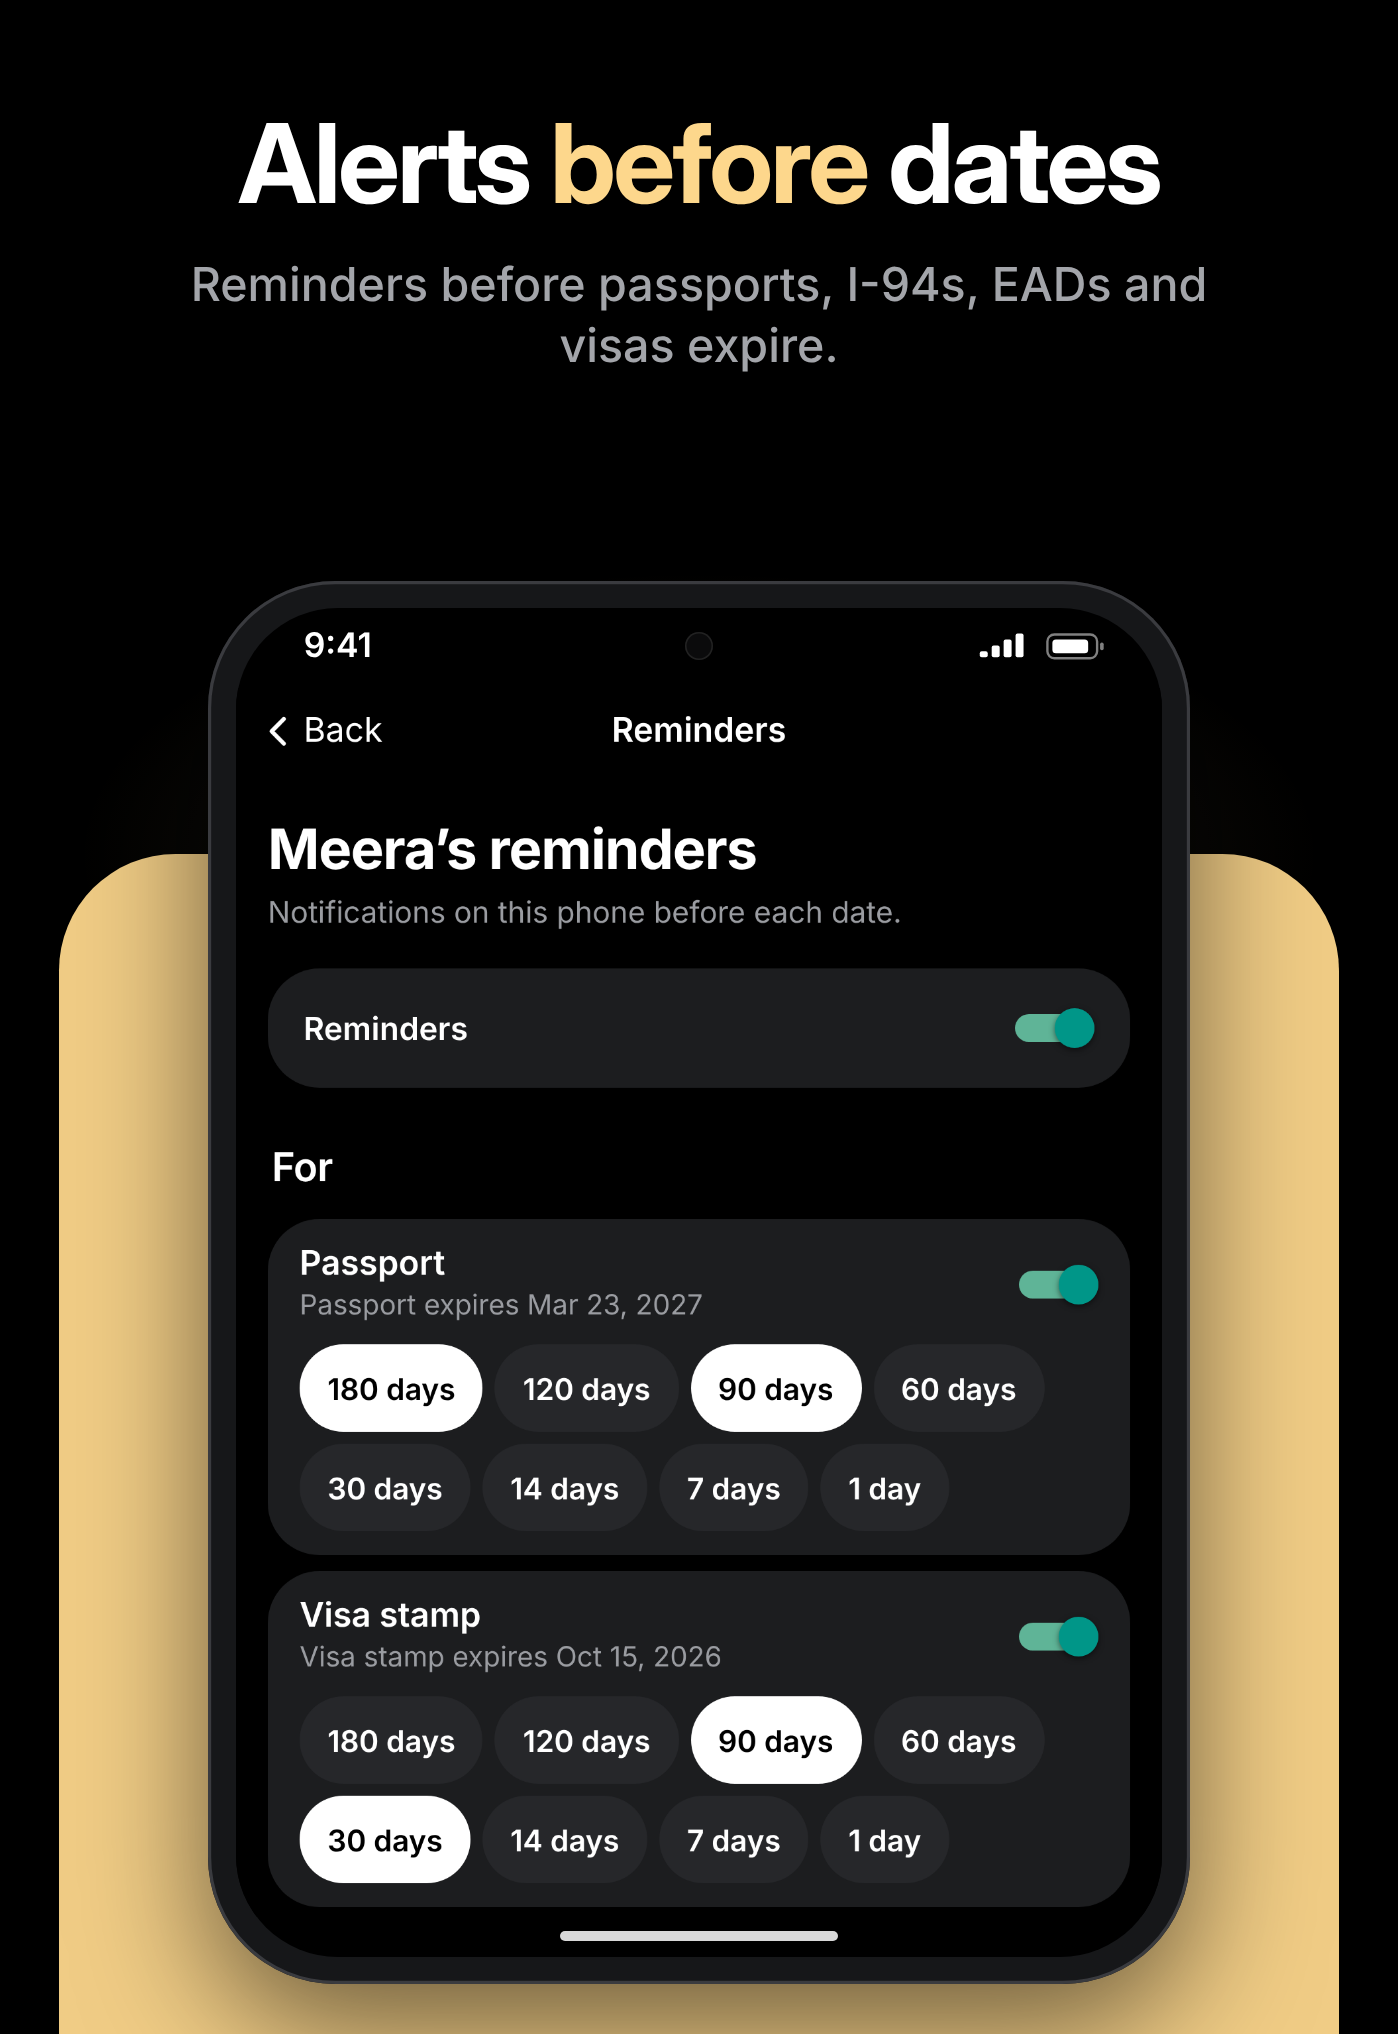 Alerts before dates
Reminders before passports, I-94s, EADs and
visas expire.
9:41
Back
Reminders
Meera’s reminders
Notifications on this phone before each date.
Reminders
For
Passport
Passport expires Mar 23, 2027
180 days 120 days 90 days 60 days
30 days 14 days 7 days 1 day
Visa stamp
Visa stamp expires Oct 15, 2026
180 days 120 days 90 days 60 days
30 days 14 days 7 days 1 day